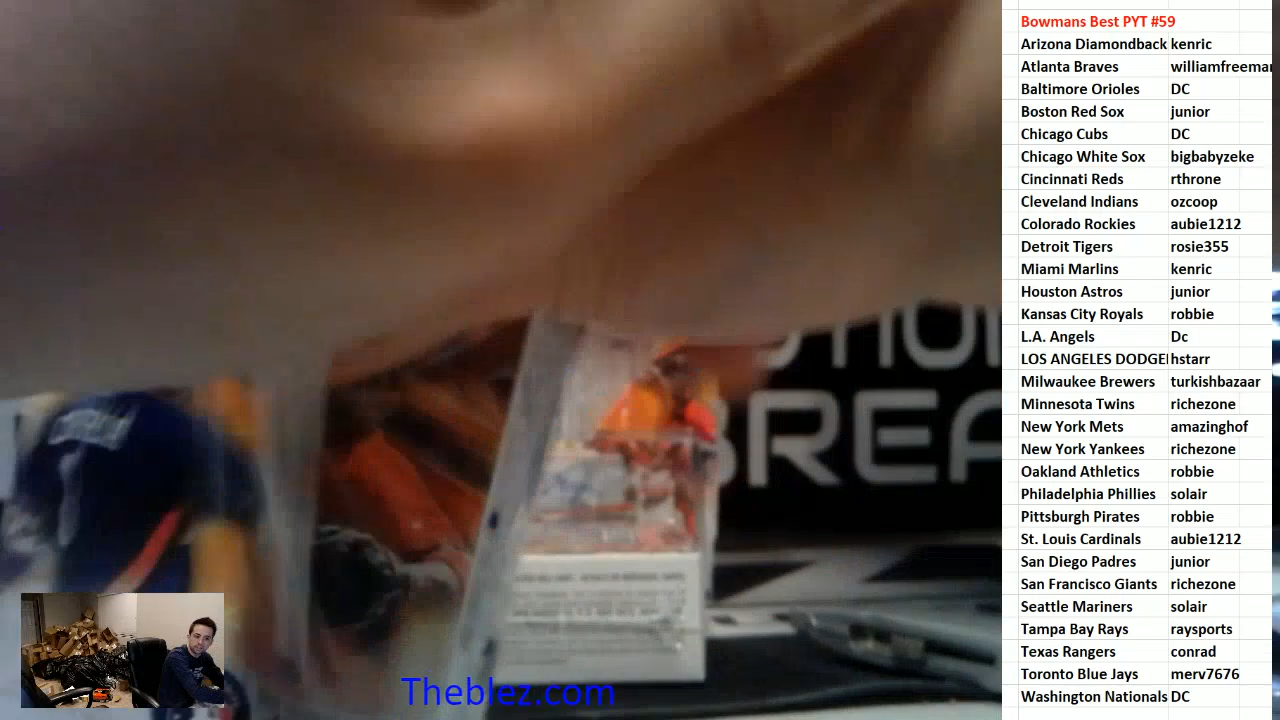 Bowmans Best PYT #59
Arizona Diamondback kenric
Atlanta Braves williamfreeman
Baltimore Orioles DC
Boston Red Sox junior
Chicago Cubs DC
Chicago White Sox bigbabyzeke
Cincinnati Reds rthrone
Cleveland Indians ozcoop
Colorado Rockies aubie1212
Detroit Tigers rosie355
Miami Marlins kenric
Houston Astros junior
Kansas City Royals robbie
L.A. Angels Dc
LOS ANGELES DODGE hstarr
Milwaukee Brewers turkishbazaar
Minnesota Twins richezone
New York Mets amazinghof
New York Yankees richezone
Oakland Athletics robbie
Philadelphia Phillies solair
Pittsburgh Pirates robbie
St. Louis Cardinals aubie1212
San Diego Padres junior
San Francisco Giants richezone
Seattle Mariners solair
Tampa Bay Rays raysports
Texas Rangers conrad
Toronto Blue Jays merv7676
Washington Nationals DC
BREA
Theblez.com